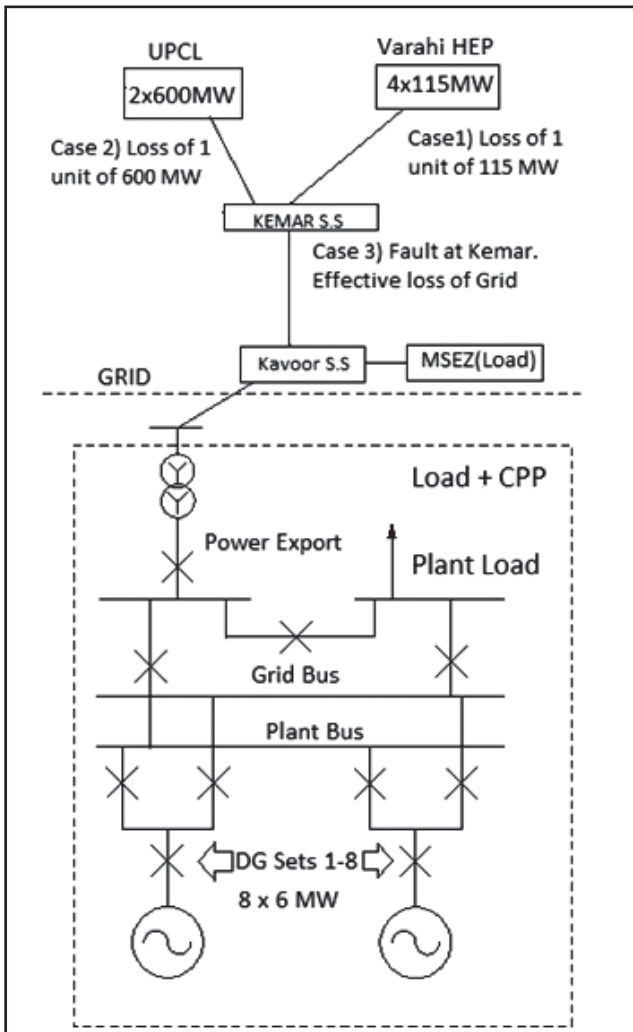 UPCL
Varahi HEP
2x600MW
4x115MW
Case 2) Loss of 1
unit of 600 MW
Case1) Loss of 1
unit of 115 MW
KEMAR S.S
Case 3) Fault at Kemar.
Effective loss of Grid
Kavoor S.S
MSEZ(Load)
GRID
Load + CPP
Power Export
Plant Load
Grid Bus
Plant Bus
DG Sets 1-8
8 x 6 MW